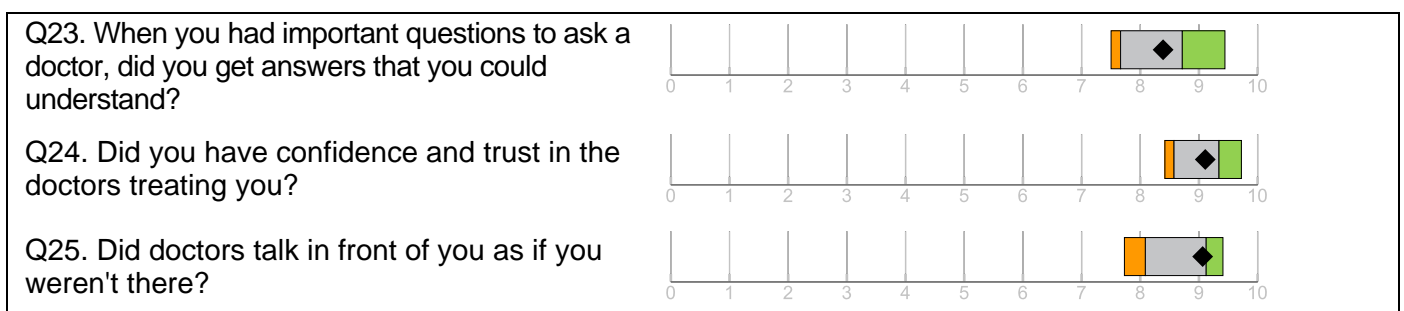 Q23. When you had important questions to ask a
doctor, did you get answers that you could
understand?
0 1 2 3 4 5 6 7 8 9 10
Q24. Did you have confidence and trust in the
doctors treating you?
0 1 2 3 4 5 6 7 8 9 10
Q25. Did doctors talk in front of you as if you
weren't there?
0 1 2 3 4 5 6 7 8 9 10